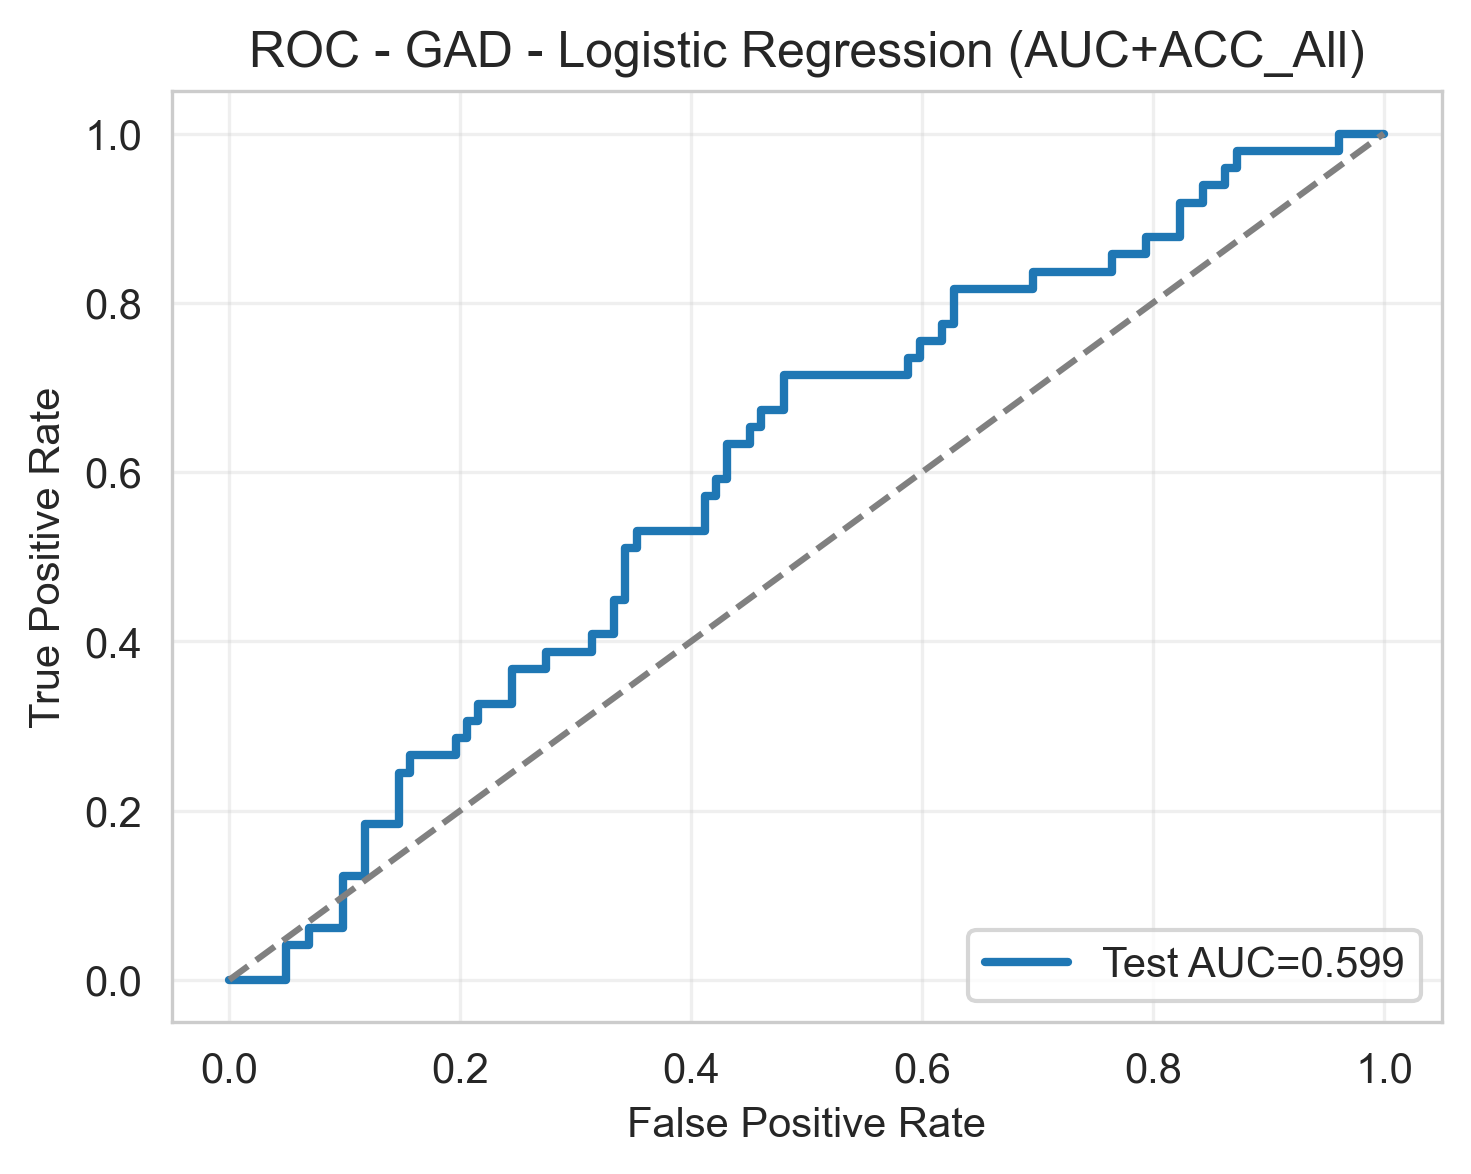 ROC - GAD - Logistic Regression (AUC+ACC_All)
1.0
0.8
0.6
0.4
0.2
0.0
True Positive Rate
Test AUC=0.599
0.0 0.2 0.4 0.6 0.8 1.0
False Positive Rate